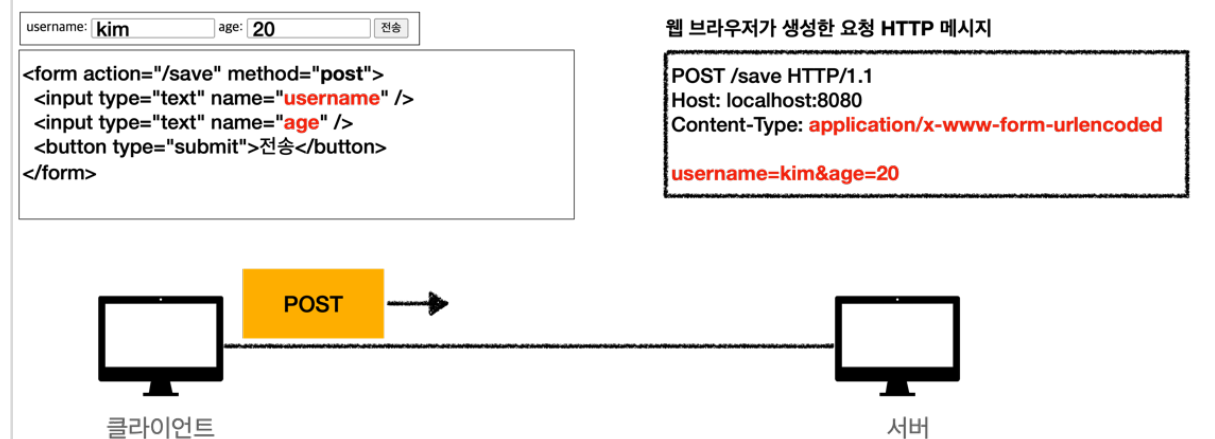 username: kim age: 20 전송
<form action="/save" method="post">
<input type="text" name="username" />
<input type="text" name="age" />
<button type="submit">전송</button>
</form>
웹 브라우저가 생성한 요청 HTTP 메시지
POST /save HTTP/1.1
Host: localhost:8080
Content-Type: application/x-www-form-urlencoded
username=kim&age=20
POST
클라이언트
서버